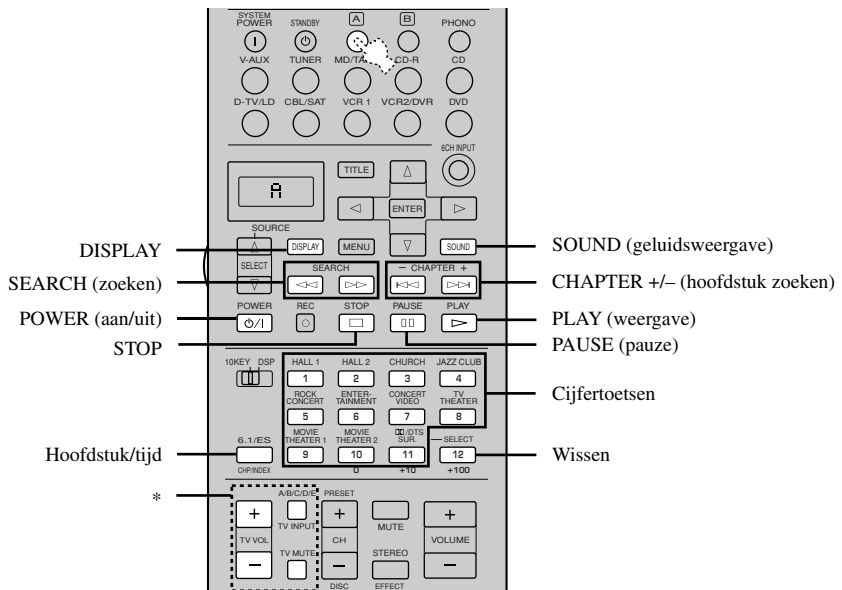 SYSTEM
POWER STANDBY A B PHONO
V-AUX TUNER MD/TA CD-R CD
D-TV/LD CBL/SAT VCR 1 VCR2/DVR DVD
6CH INPUT
TITLE
A
ENTER
SOURCE
SELECT
DISPLAY MENU SOUND
DISPLAY
SOUND (geluidsweergave)
SEARCH – CHAPTER +
SEARCH (zoeken)
CHAPTER +/– (hoofdstuk zoeken)
POWER REC STOP PAUSE PLAY
POWER (aan/uit)
PLAY (weergave)
STOP
PAUSE (pauze)
10KEY DSP HALL 1 HALL 2 CHURCH JAZZ CLUB
1 2 3 4
ROCK CONCERT ENTER-TAINMENT CONCERT VIDEO TV THEATER
Cijfertoetsen
5 6 7 8
MOVIE THEATER 1 MOVIE THEATER 2 /DTS SUR. SELECT
6.1/ES
9 10 11 12
Hoofdstuk/tijd
Wissen
CHP/INDEX 0 +10 +100
*
A/B/C/D/E PRESET
+ + +
TV INPUT MUTE
TV VOL CH VOLUME
TV MUTE STEREO
– – –
DISC EFFECT